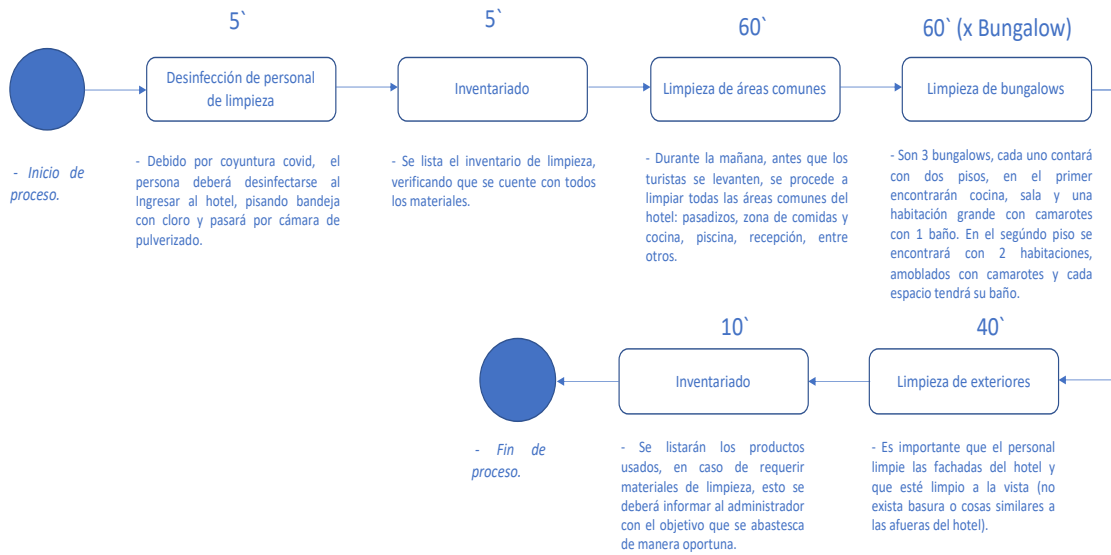 5`
5`
60`
60` (x Bungalow)
Desinfección de personal
de limpieza
Inventariado
Limpieza de áreas comunes
Limpieza de bungalows
- Inicio de
proceso.
- Debido por coyuntura covid, el
persona deberá desinfectarse al
Ingresar al hotel, pisando bandeja
con cloro y pasará por cámara de
pulverizado.
- Se lista el inventario de limpieza,
verificando que se cuente con todos
los materiales.
- Durante la mañana, antes que los
turistas se levanten, se procede a
limpiar todas las áreas comunes del
hotel: pasadizos, zona de comidas y
cocina, piscina, recepción, entre
otros.
- Son 3 bungalows, cada uno contará
con dos pisos, en el primer
encontrarán cocina, sala y una
habitación grande con camarotes
con 1 baño. En el segúndo piso se
encontrará con 2 habitaciones,
amoblados con camarotes y cada
espacio tendrá su baño.
10`
40`
Inventariado
Limpieza de exteriores
- Fin de
proceso.
- Se listarán los productos
usados, en caso de requerir
materiales de limpieza, esto se
deberá informar al administrador
con el objetivo que se abastesca
de manera oportuna.
- Es importante que el personal
limpie las fachadas del hotel y
que esté limpio a la vista (no
exista basura o cosas similares a
las afueras del hotel).